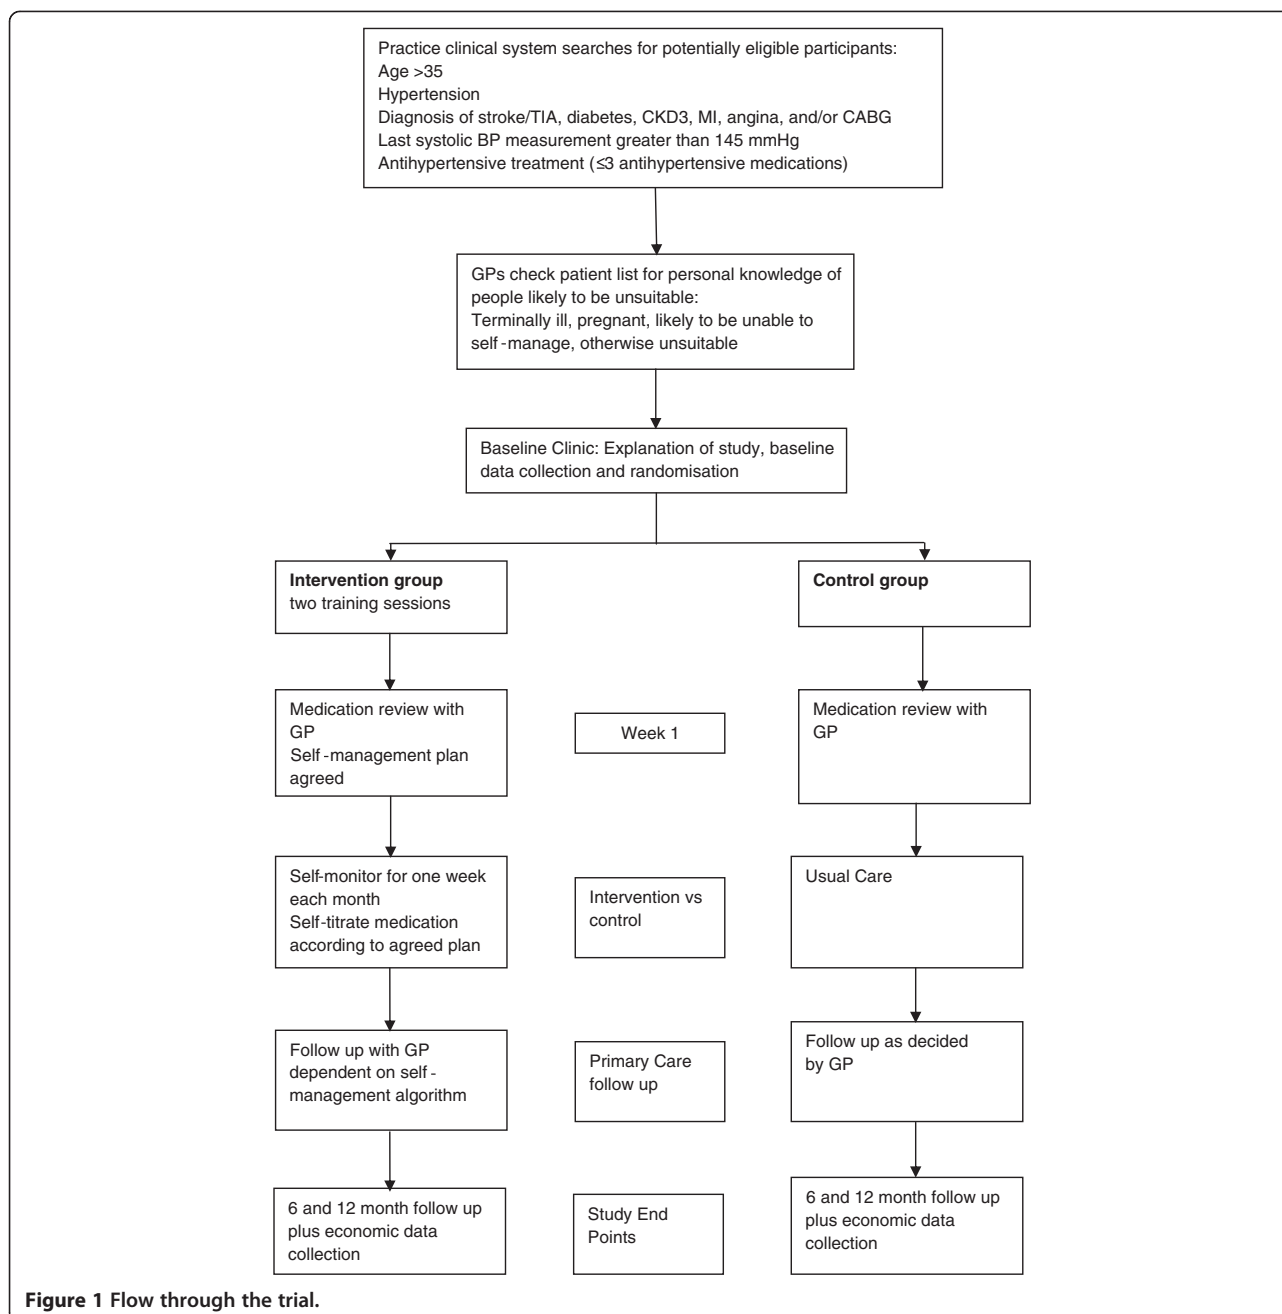 Practice clinical system searches for potentially eligible participants:
Age >35
Hypertension
Diagnosis of stroke/TIA, diabetes, CKD3, MI, angina, and/or CABG
Last systolic BP measurement greater than 145 mmHg
Antihypertensive treatment (≤3 antihypertensive medications)
GPs check patient list for personal knowledge of
people likely to be unsuitable:
Terminally ill, pregnant, likely to be unable to
self-manage, otherwise unsuitable
Baseline Clinic: Explanation of study, baseline
data collection and randomisation
Intervention group
two training sessions
Control group
Medication review with
GP
Self-management plan
agreed
Week 1
Medication review with
GP
Self-monitor for one week
each month
Self-titrate medication
according to agreed plan
Intervention vs
control
Usual Care
Follow up with GP
dependent on self-
management algorithm
Primary Care
follow up
Follow up as decided
by GP
6 and 12 month follow up
plus economic data
collection
Study End
Points
6 and 12 month follow up
plus economic data
collection
Figure 1 Flow through the trial.